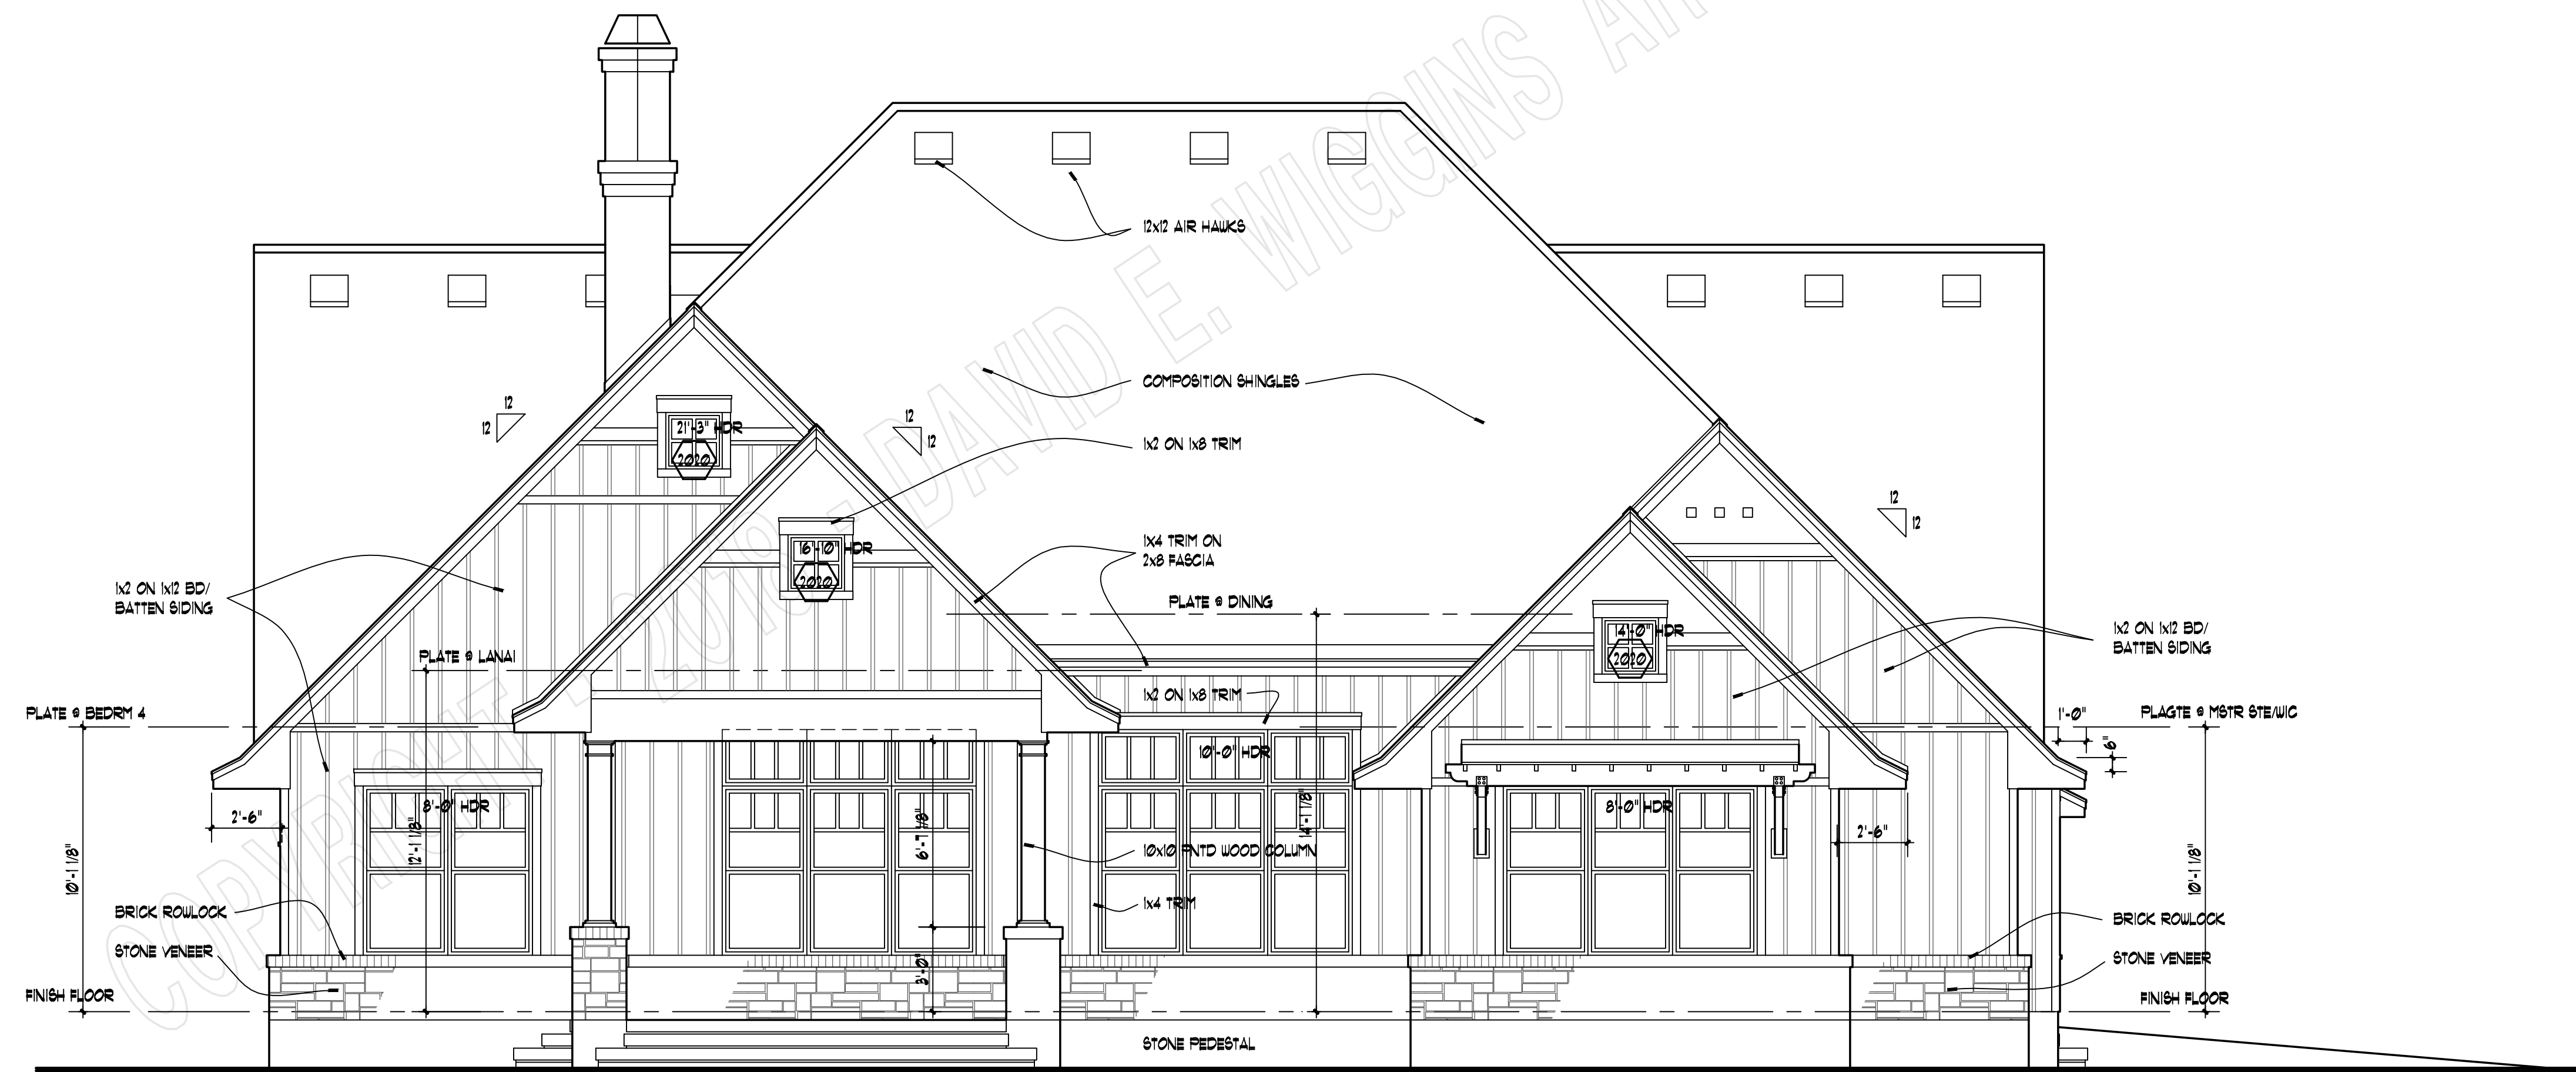 COPYRIGHT - 2018 - DAVID E. WIGGINS
12x12 AIR HAWKS
COMPOSITION SHINGLES
12
12
12
12
21'-3" HDR
2020
1x2 ON 1x8 TRIM
12
12
16'-10" HDR
2020
1X4 TRIM ON
2x8 FASCIA
1x2 ON 1x12 BD/
BATTEN SIDING
PLATE @ DINING
14'-0" HDR
2020
1x2 ON 1x12 BD/
BATTEN SIDING
PLATE @ LANAI
1x2 ON 1x8 TRIM
PLATE @ BEDRM 4
1'-0"
PLAGTE @ MSTR STE/WIC
6"
10'-0" HDR
8'-0" HDR
8'-0" HDR
2'-6"
12'-1 1/8"
6'-7 1/8"
14'-1 1/8"
2'-6"
10'-1 1/8"
10x10 PNTD WOOD COLUMN
10'-1 1/8"
1x4 TRIM
BRICK ROWLOCK
BRICK ROWLOCK
STONE VENEER
STONE VENEER
3'-0"
FINISH FLOOR
FINISH FLOOR
STONE PEDESTAL